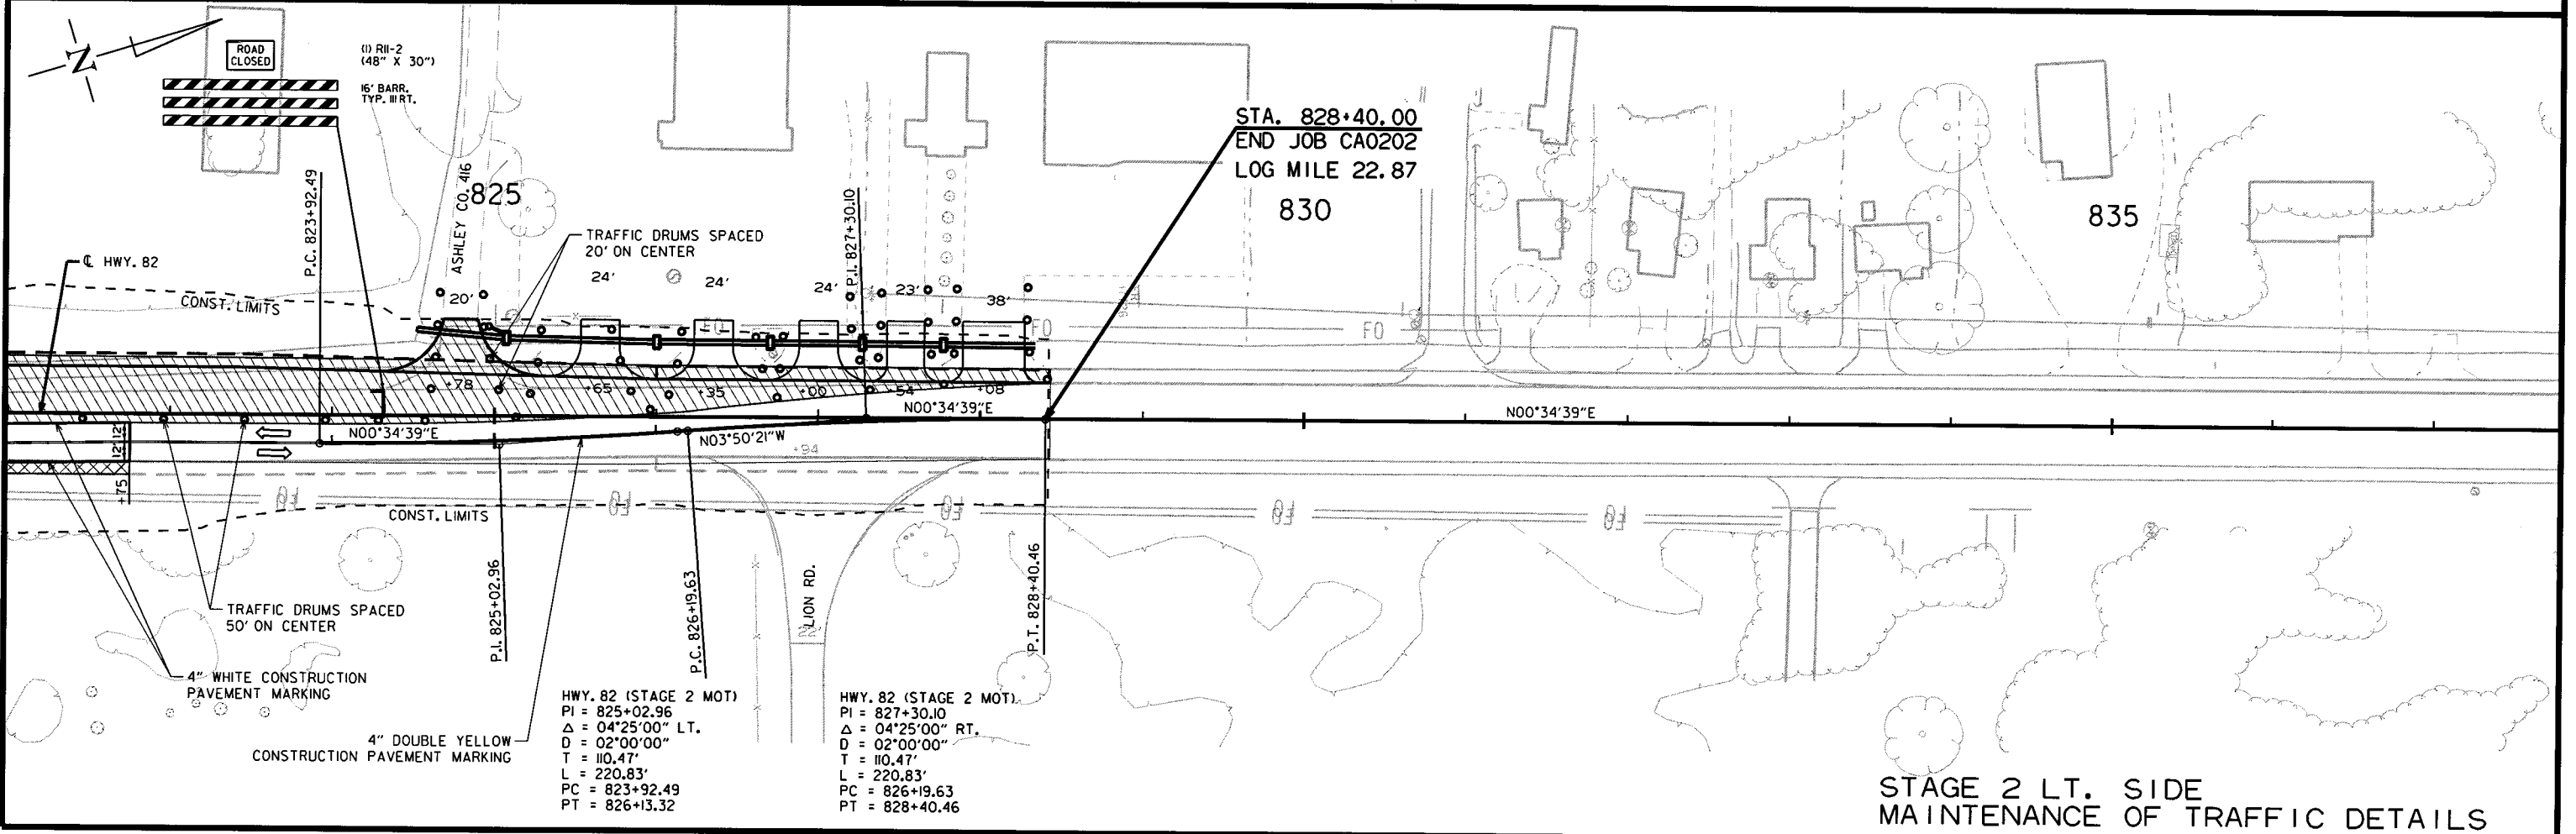 N
ROAD
CLOSED
(1) R11-2
(48" X 30")
16' BARR.
TYP. III RT.
STA. 828+40.00
END JOB CA0202
LOG MILE 22.87
825
830
835
ASHLEY CO. 416
P.C. 823+92.49
P.I. 827+30.10
TRAFFIC DRUMS SPACED
20' ON CENTER
℄ HWY. 82
CONST. LIMITS
20'
24'
24'
24'
23'
38'
FO
FO
FO
+78
+65
+35
+00
+54
+08
N00°34'39"E
N00°34'39"E
N00°34'39"E
N03°50'21"W
12'
12'
+75
+94
FO
FO
FO
FO
FO
CONST. LIMITS
P.I. 825+02.96
P.C. 826+19.63
LION RD.
22'
P.T. 828+40.46
TRAFFIC DRUMS SPACED
50' ON CENTER
4" WHITE CONSTRUCTION
PAVEMENT MARKING
4" DOUBLE YELLOW
CONSTRUCTION PAVEMENT MARKING
HWY. 82 (STAGE 2 MOT)
PI = 825+02.96
Δ = 04°25'00" LT.
D = 02°00'00"
T = 110.47'
L = 220.83'
PC = 823+92.49
PT = 826+13.32
HWY. 82 (STAGE 2 MOT)
PI = 827+30.10
Δ = 04°25'00" RT.
D = 02°00'00"
T = 110.47'
L = 220.83'
PC = 826+19.63
PT = 828+40.46
STAGE 2 LT. SIDE
MAINTENANCE OF TRAFFIC DETAILS